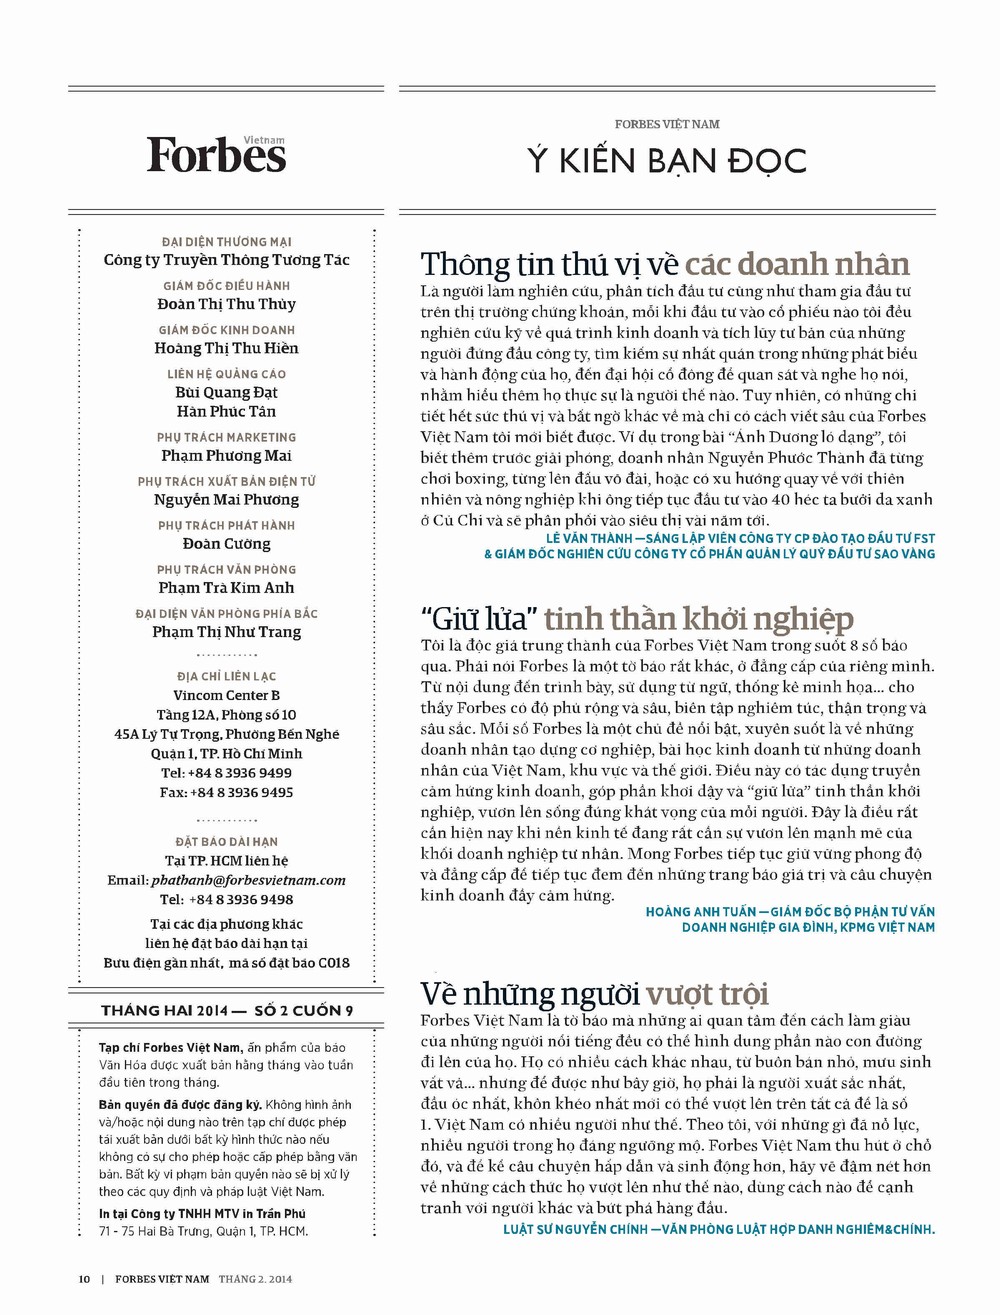 Forbes
Vietnam
ĐẠI DIỆN THƯƠNG MẠI
Công ty Truyền Thông Tương Tác
GIÁM ĐỐC ĐIỀU HÀNH
Đoàn Thị Thu Thủy
GIÁM ĐỐC KINH DOANH
Hoàng Thị Thu Hiền
LIÊN HỆ QUẢNG CÁO
Bùi Quang Đạt
Hàn Phúc Tân
PHỤ TRÁCH MARKETING
Phạm Phương Mai
PHỤ TRÁCH XUẤT BẢN ĐIỆN TỬ
Nguyễn Mai Phương
PHỤ TRÁCH PHÁT HÀNH
Đoàn Cường
PHỤ TRÁCH VĂN PHÒNG
Phạm Trà Kim Anh
ĐẠI DIỆN VĂN PHÒNG PHÍA BẮC
Phạm Thị Như Trang
ĐỊA CHỈ LIÊN LẠC
Vincom Center B
Tầng 12A, Phòng số 10
45A Lý Tự Trọng, Phường Bến Nghé
Quận 1, TP. Hồ Chí Minh
Tel: +84 8 3936 9499
Fax: +84 8 3936 9495
ĐẶT BÁO DÀI HẠN
Tại TP. HCM liên hệ
Email: phathanh@forbesvietnam.com
Tel: +84 8 3936 9498
Tại các địa phương khác
liên hệ đặt báo dài hạn tại
Bưu điện gần nhất, mã số đặt báo C018
THÁNG HAI 2014 — SỐ 2 CUỐN 9
Tạp chí Forbes Việt Nam, ấn phẩm của báo
Văn Hóa được xuất bản hằng tháng vào tuần
đầu tiên trong tháng.
Bản quyền đã được đăng ký. Không hình ảnh
và/hoặc nội dung nào trên tạp chí được phép
tái xuất bản dưới bất kỳ hình thức nào nếu
không có sự cho phép hoặc cấp phép bằng văn
bản. Bất kỳ vi phạm bản quyền nào sẽ bị xử lý
theo các quy định và pháp luật Việt Nam.
In tại Công ty TNHH MTV in Trần Phú
71 - 75 Hai Bà Trưng, Quận 1, TP. HCM.
FORBES VIỆT NAM
Ý KIẾN BẠN ĐỌC
Thông tin thú vị về các doanh nhân
Là người làm nghiên cứu, phân tích đầu tư cũng như tham gia đầu tư
trên thị trường chứng khoán, mỗi khi đầu tư vào cổ phiếu nào tôi đều
nghiên cứu kỹ về quá trình kinh doanh và tích lũy tư bản của những
người đứng đầu công ty, tìm kiếm sự nhất quán trong những phát biểu
và hành động của họ, đến đại hội cổ đông để quan sát và nghe họ nói,
nhằm hiểu thêm họ thực sự là người thế nào. Tuy nhiên, có những chi
tiết hết sức thú vị và bất ngờ khác về mà chỉ có cách viết sâu của Forbes
Việt Nam tôi mới biết được. Ví dụ trong bài “Ánh Dương ló dạng”, tôi
biết thêm trước giải phóng, doanh nhân Nguyễn Phước Thành đã từng
chơi boxing, từng lên đấu võ đài, hoặc có xu hướng quay về với thiên
nhiên và nông nghiệp khi ông tiếp tục đầu tư vào 40 héc ta bưởi da xanh
ở Củ Chi và sẽ phân phối vào siêu thị vài năm tới.
LÊ VĂN THÀNH —SÁNG LẬP VIÊN CÔNG TY CP ĐÀO TẠO ĐẦU TƯ FST
& GIÁM ĐỐC NGHIÊN CỨU CÔNG TY CỔ PHẦN QUẢN LÝ QUỸ ĐẦU TƯ SAO VÀNG
“Giữ lửa” tinh thần khởi nghiệp
Tôi là độc giả trung thành của Forbes Việt Nam trong suốt 8 số báo
qua. Phải nói Forbes là một tờ báo rất khác, ở đẳng cấp của riêng mình.
Từ nội dung đến trình bày, sử dụng từ ngữ, thống kê minh họa... cho
thấy Forbes có độ phủ rộng và sâu, biên tập nghiêm túc, thận trọng và
sâu sắc. Mỗi số Forbes là một chủ đề nổi bật, xuyên suốt là về những
doanh nhân tạo dựng cơ nghiệp, bài học kinh doanh từ những doanh
nhân của Việt Nam, khu vực và thế giới. Điều này có tác dụng truyền
cảm hứng kinh doanh, góp phần khơi dậy và “giữ lửa” tinh thần khởi
nghiệp, vươn lên sống đúng khát vọng của mỗi người. Đây là điều rất
cần hiện nay khi nền kinh tế đang rất cần sự vươn lên mạnh mẽ của
khối doanh nghiệp tư nhân. Mong Forbes tiếp tục giữ vững phong độ
và đẳng cấp để tiếp tục đem đến những trang báo giá trị và câu chuyện
kinh doanh đầy cảm hứng.
HOÀNG ANH TUẤN —GIÁM ĐỐC BỘ PHẬN TƯ VẤN
DOANH NGHIỆP GIA ĐÌNH, KPMG VIỆT NAM
Về những người vượt trội
Forbes Việt Nam là tờ báo mà những ai quan tâm đến cách làm giàu
của những người nổi tiếng đều có thể hình dung phần nào con đường
đi lên của họ. Họ có nhiều cách khác nhau, từ buôn bán nhỏ, mưu sinh
vất vả... nhưng để được như bây giờ, họ phải là người xuất sắc nhất,
đầu óc nhất, khôn khéo nhất mới có thể vượt lên trên tất cả để là số
1. Việt Nam có nhiều người như thế. Theo tôi, với những gì đã nỗ lực,
nhiều người trong họ đáng ngưỡng mộ. Forbes Việt Nam thu hút ở chỗ
đó, và để kể câu chuyện hấp dẫn và sinh động hơn, hãy vẽ đậm nét hơn
về những cách thức họ vượt lên như thế nào, dùng cách nào để cạnh
tranh với người khác và bứt phá hàng đầu.
LUẬT SƯ NGUYỄN CHÍNH —VĂN PHÒNG LUẬT HỢP DANH NGHIÊM&CHÍNH.
10 | FORBES VIỆT NAM THÁNG 2. 2014